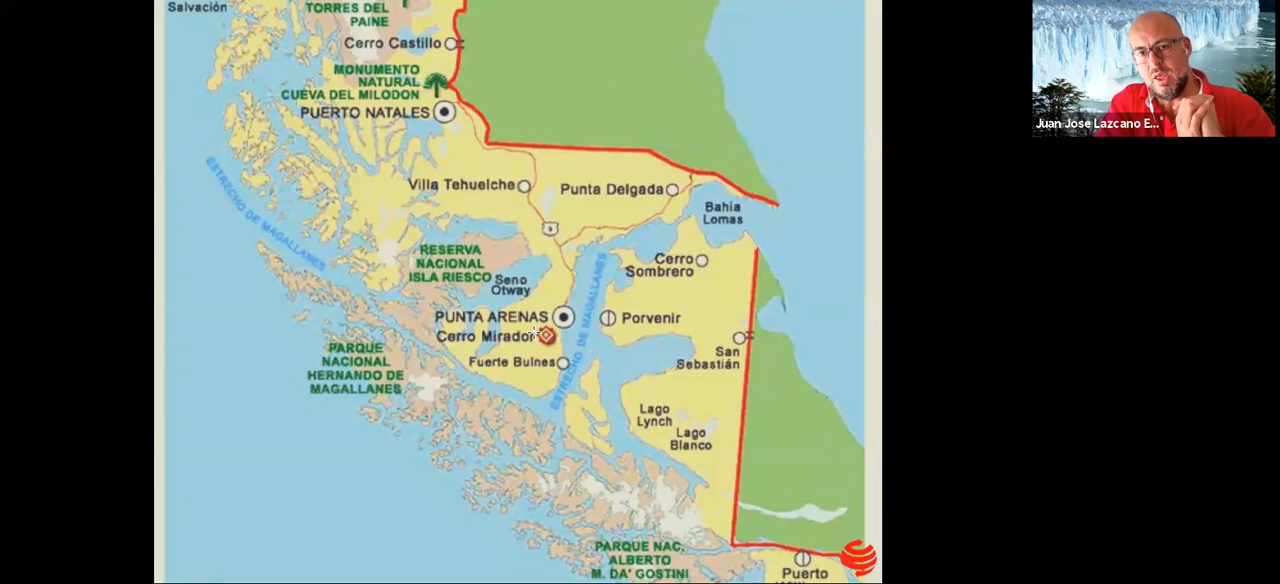 Salvación
TORRES DEL
PAINE
Cerro Castillo
MONUMENTO
NATURAL
CUEVA DEL MILODON
PUERTO NATALES
ESTRECHO DE MAGALLANES
Villa Tehuelche
Punta Delgada
Bahia
Lomas
RESERVA
NACIONAL
ISLA RIESCO
Seno
Otway
Cerro
Sombrero
ESTRECHO DE MAGALLANES
PUNTA ARENAS
Porvenir
Cerro Mirador
Fuerte Bulnes
San
Sebastián
PARQUE
NACIONAL
HERNANDO DE
MAGALLANES
Lago
Lynch
Lago
Blanco
PARQUE NAC.
ALBERTO
M. DA' GOSTINI
Puerto
Juan Jose Lazcano E...